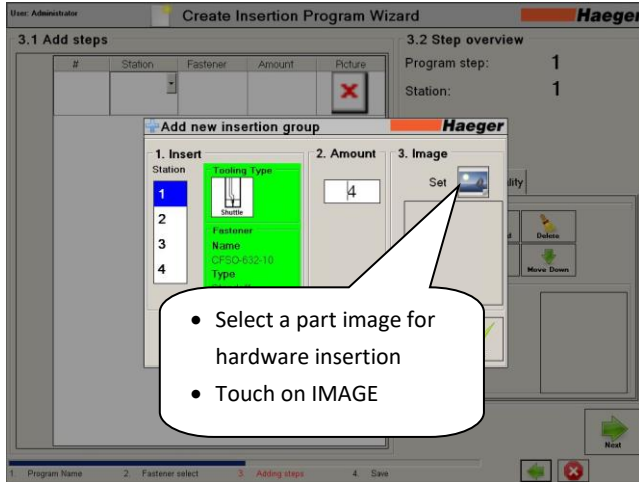 User: Administrator
Create Insertion Program Wizard
Haeger
3.1 Add steps
3.2 Step overview
# Station Fastener Amount Picture
Program step: 1
Station: 1
Add new insertion group
Haeger
1. Insert
2. Amount
3. Image
Station
Tooling Type
Set
1
4
Shuttle
2
Fastener
Delete
3
Name
CFSO-632-10
4
Type
Move Down
• Select a part image for
hardware insertion
• Touch on IMAGE
Next
1. Program Name 2. Fastener select 3. Adding steps 4. Save